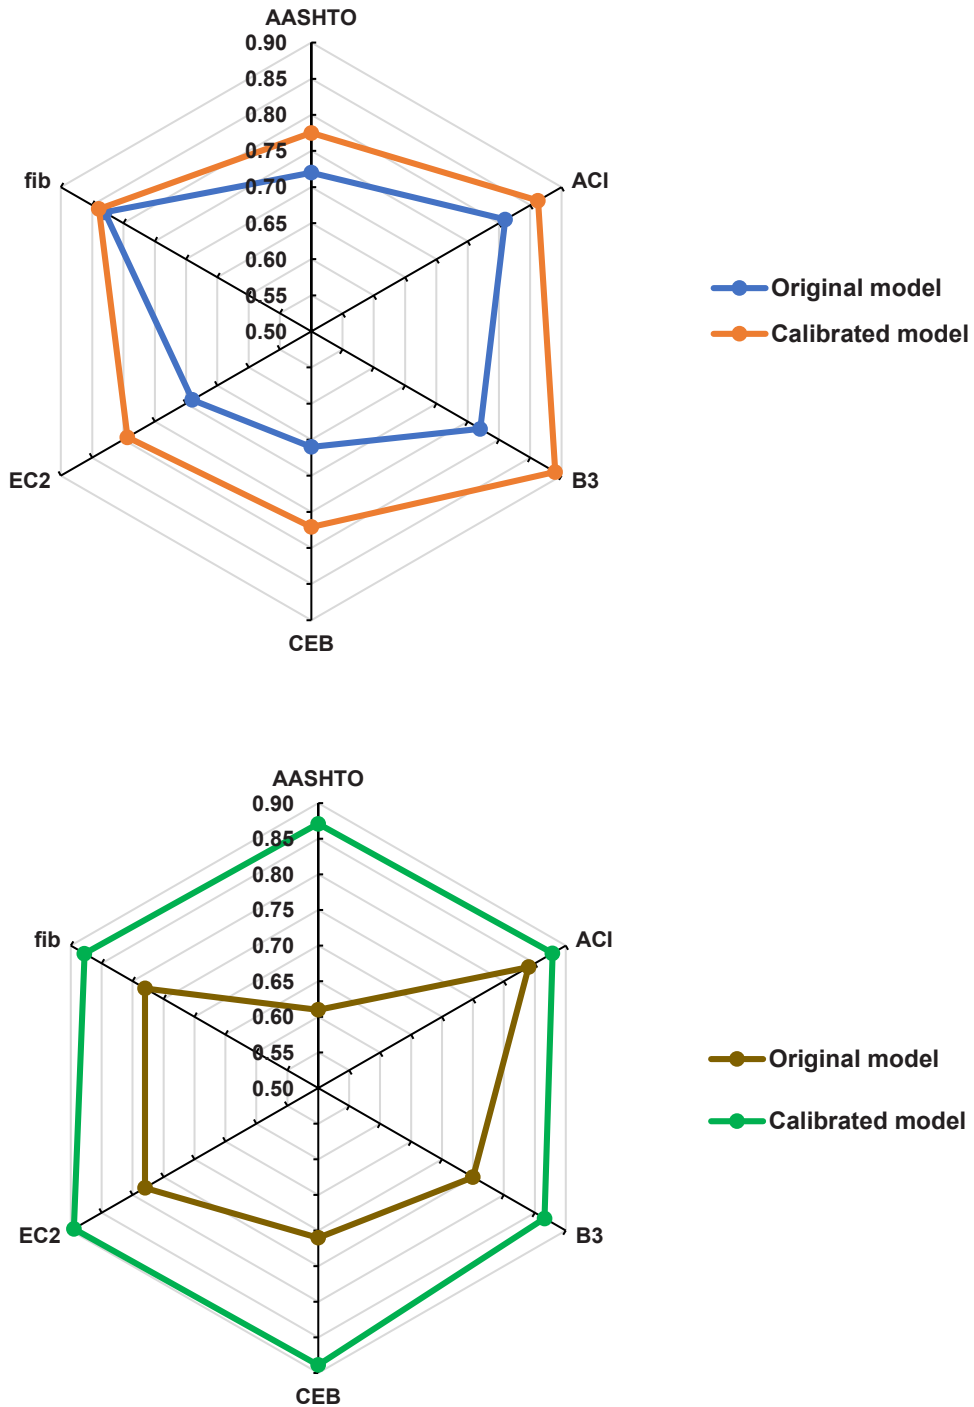 AASHTO
0.90
0.85
0.80
0.75
0.70
0.65
0.60
0.55
0.50
ACI
B3
CEB
EC2
fib
Original model
Calibrated model
AASHTO
0.90
0.85
0.80
0.75
0.70
0.65
0.60
0.55
0.50
ACI
B3
CEB
EC2
fib
Original model
Calibrated model